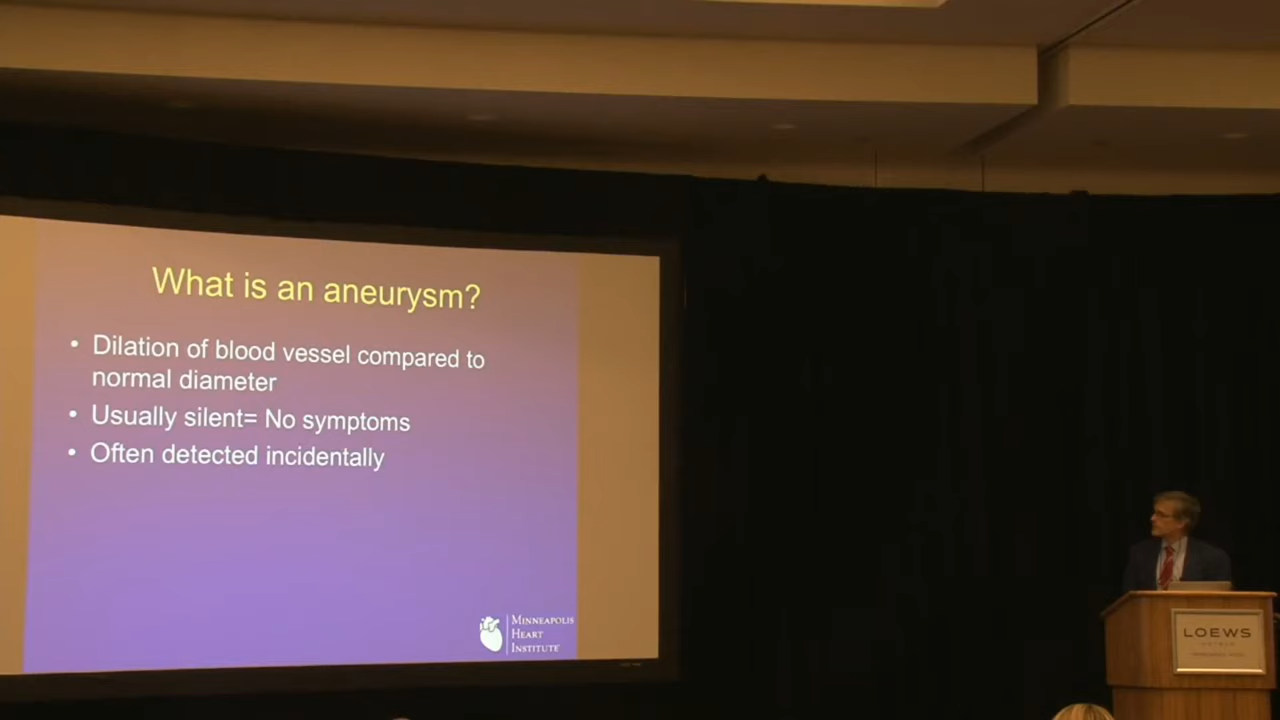 What is an aneurysm?
• Dilation of blood vessel compared to
normal diameter
• Usually silent= No symptoms
• Often detected incidentally
MINNEAPOLIS
HEART
INSTITUTE
LOEWS
HOTELS